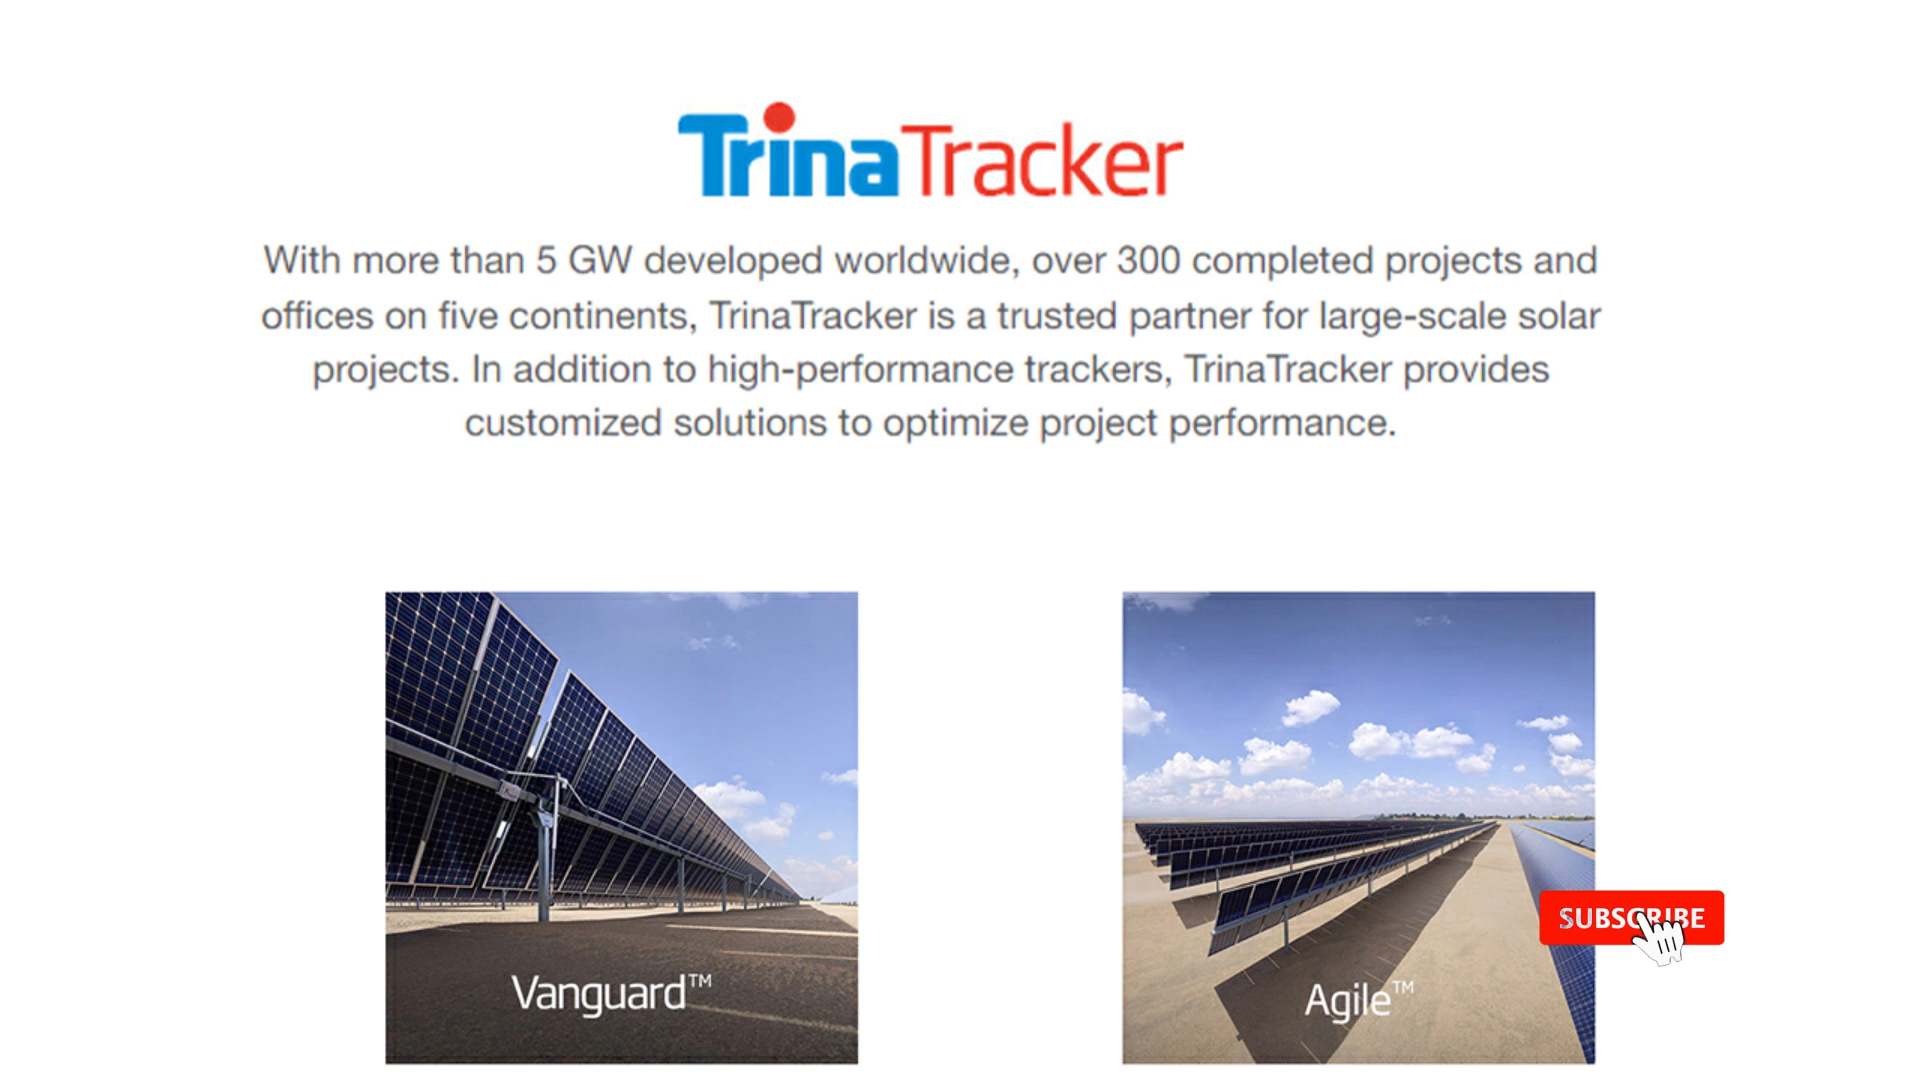 TrinaTracker
With more than 5 GW developed worldwide, over 300 completed projects and
offices on five continents, TrinaTracker is a trusted partner for large-scale solar
projects. In addition to high-performance trackers, TrinaTracker provides
customized solutions to optimize project performance.
Vanguard™
Agile™
SUBSCRIBE